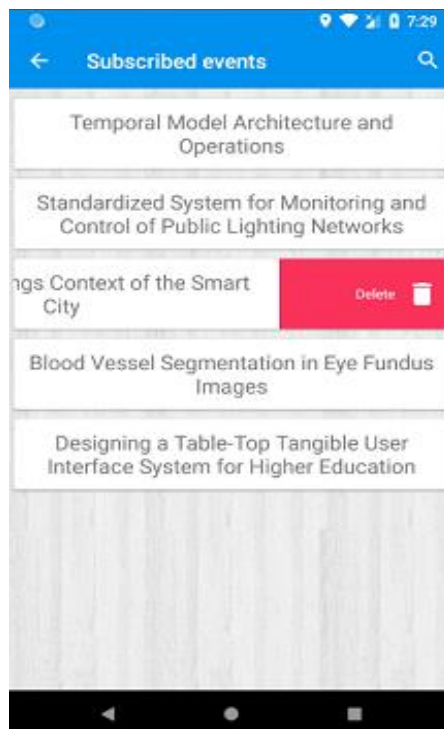 7:29
Subscribed events
Temporal Model Architecture and
Operations
Standardized System for Monitoring and
Control of Public Lighting Networks
ngs Context of the Smart
City
Delete
Blood Vessel Segmentation in Eye Fundus
Images
Designing a Table-Top Tangible User
Interface System for Higher Education